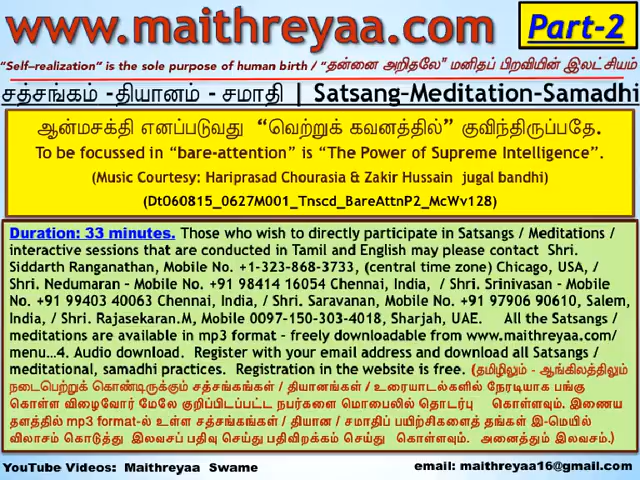 www.maithreyaa.com
Part-2
“Self-realization” is the sole purpose of human birth / “தன்னை அறிதலே” மனிதப் பிறவியின் இலட்சியம்
சத்சங்கம் -தியானம் - சமாதி | Satsang-Meditation-Samadhi
ஆன்மசக்தி எனப்படுவது “வெற்றுக் கவனத்தில்” குவிந்திருப்பதே.
To be focussed in “bare-attention” is “The Power of Supreme Intelligence”.
(Music Courtesy: Hariprasad Chourasia & Zakir Hussain jugal bandhi)
(Dt060815_0627M001_Tnscd_BareAttnP2_McWv128)
Duration: 33 minutes. Those who wish to directly participate in Satsangs / Meditations /
interactive sessions that are conducted in Tamil and English may please contact Shri.
Siddarth Ranganathan, Mobile No. +1-323-868-3733, (central time zone) Chicago, USA, /
Shri. Nedumaran - Mobile No. +91 98414 16054 Chennai, India, / Shri. Srinivasan - Mobile
No. +91 99403 40063 Chennai, India, / Shri. Saravanan, Mobile No. +91 97906 90610, Salem,
India, / Shri. Rajasekaran.M, Mobile 0097-150-303-4018, Sharjah, UAE. All the Satsangs /
meditations are available in mp3 format - freely downloadable from www.maithreyaa.com/
menu...4. Audio download. Register with your email address and download all Satsangs /
meditational, samadhi practices. Registration in the website is free. (தமிழிலும் - ஆங்கிலத்திலும்
நடைபெற்றுக் கொண்டிருக்கும் சத்சங்கங்கள் / தியானங்கள் / உரையாடல்களில் நேரடியாக பங்கு
கொள்ள விழைவோர் மேலே குறிப்பிடப்பட்ட நபர்களை மொபைலில் தொடர்பு கொள்ளவும். இணைய
தளத்தில் mp3 format-ல் உள்ள சத்சங்கங்கள் / தியான / சமாதிப் பயிற்சிகளைத் தங்கள் இ-மெயில்
விலாசம் கொடுத்து இலவசப் பதிவு செய்து பதிவிறக்கம் செய்து கொள்ளவும். அனைத்தும் இலவசம்.)
YouTube Videos: Maithreyaa Swame
email: maithreyaa16@gmail.com